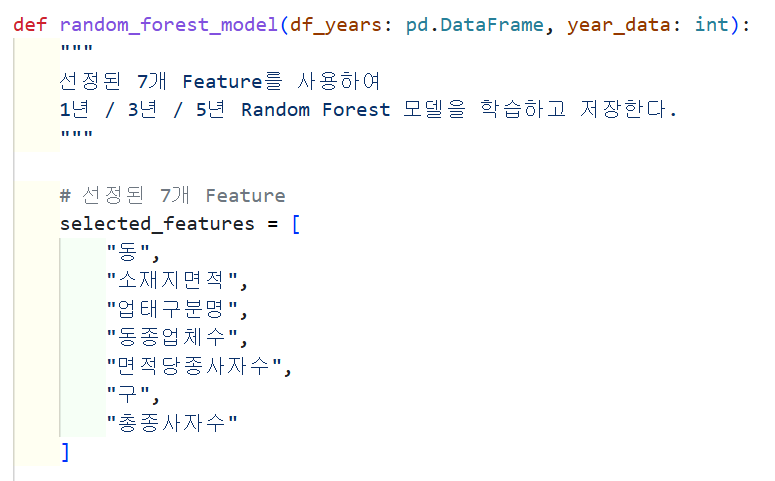 def random_forest_model(df_years: pd.DataFrame, year_data: int):
"""
선정된 7개 Feature를 사용하여
1년 / 3년 / 5년 Random Forest 모델을 학습하고 저장한다.
"""
# 선정된 7개 Feature
selected_features = [
"동",
"소재지면적",
"업태구분명",
"동종업체수",
"면적당종사자수",
"구",
"총종사자수"
]